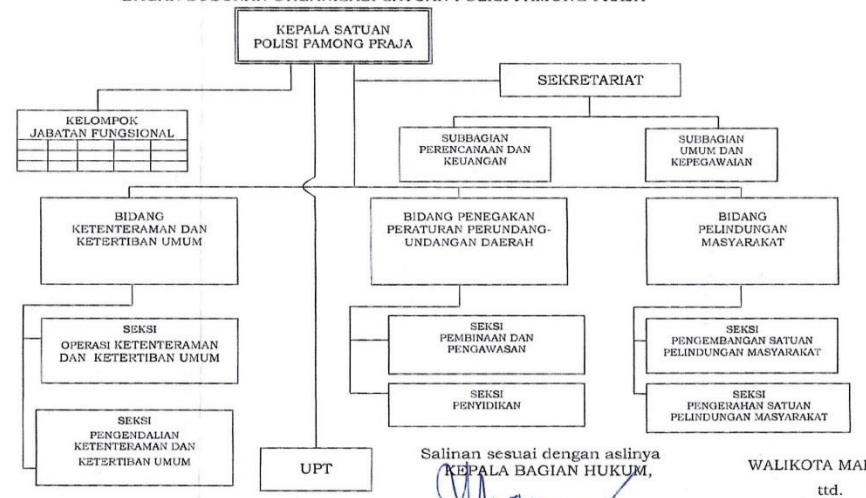 KEPALA SATUAN
POLISI PAMONG PRAJA
SEKRETARIAT
KELOMPOK
JABATAN FUNGSIONAL
SUBBAGIAN
PERENCANAAN DAN
KEUANGAN
SUBBAGIAN
UMUM DAN
KEPEGAWAIAN
BIDANG
KETENTERAMAN DAN
KETERTIBAN UMUM
BIDANG PENEGAKAN
PERATURAN PERUNDANG-
UNDANGAN DAERAH
BIDANG
PELINDUNGAN
MASYARAKAT
SEKSI
OPERASI KETENTERAMAN
DAN KETERTIBAN UMUM
SEKSI
PEMBINAAN DAN
PENGAWASAN
SEKSI
PENGEMBANGAN SATUAN
PELINDUNGAN MASYARAKAT
SEKSI
PENGENDALIAN
KETENTERAMAN DAN
KETERTIBAN UMUM
SEKSI
PENYIDIKAN
SEKSI
PENGERAHAN SATUAN
PELINDUNGAN MASYARAKAT
UPT
Salinan sesuai dengan aslinya
KEPALA BAGIAN HUKUM,
WALIKOTA
ttd.